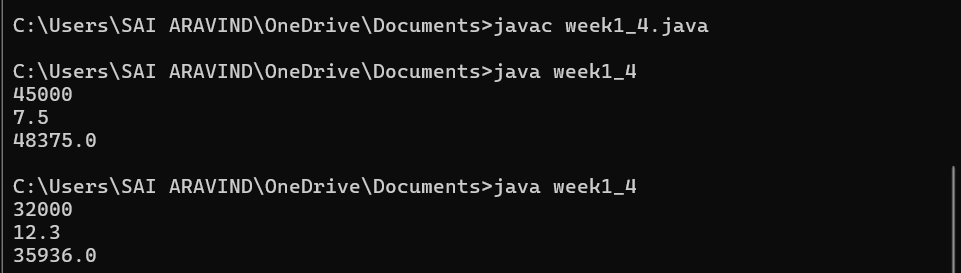 C:\Users\SAI ARAVIND\OneDrive\Documents>javac week1_4.java
C:\Users\SAI ARAVIND\OneDrive\Documents>java week1_4
45000
7.5
48375.0
C:\Users\SAI ARAVIND\OneDrive\Documents>java week1_4
32000
12.3
35936.0